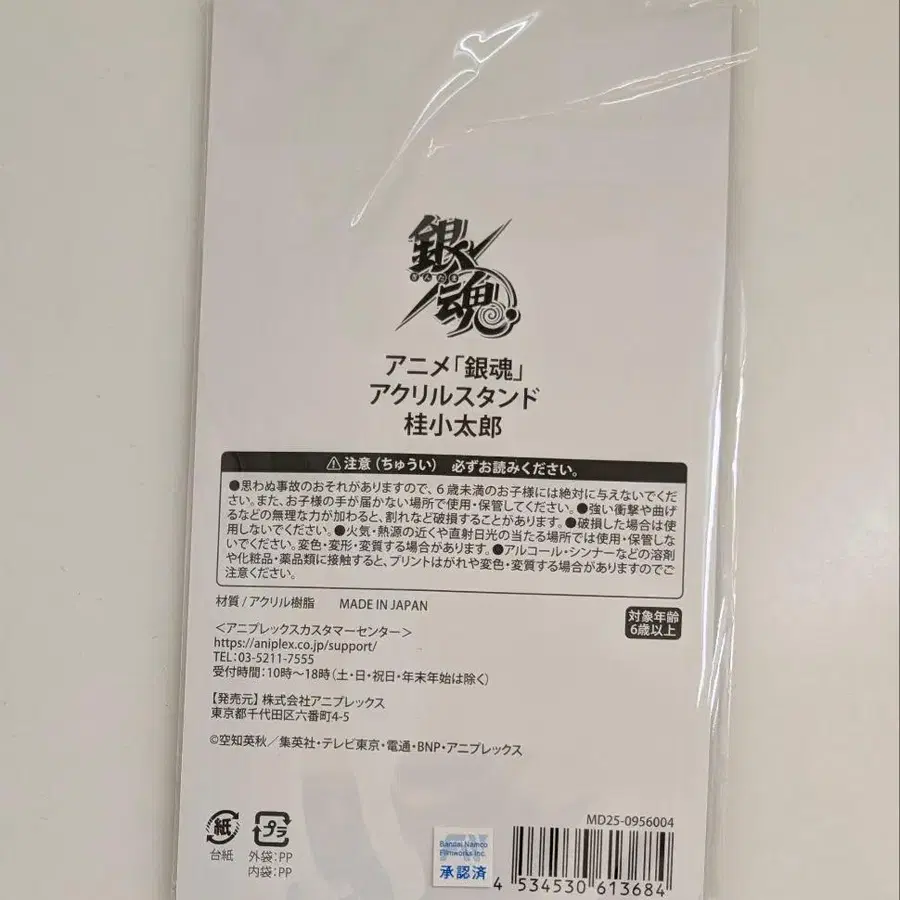 銀魂
ぎんたま
アニメ「銀魂」
アクリルスタンド
桂小太郎
⚠注意（ちゅうい） 必ずお読みください。
●思わぬ事故のおそれがありますので、6歳未満のお子様には絶対に与えないでくだ
さい。また、お子様の手が届かない場所で使用・保管してください。●強い衝撃や曲げ
るなどの無理な力が加わると、割れなど破損することがあります。●破損した場合は使
用しないでください。●火気・熱源の近くや直射日光の当たる場所では使用・保管しな
いでください。変色・変形・変質する場合があります。●アルコール・シンナーなどの溶剤
や化粧品・薬品類に接触すると、プリントはがれや変色・変質する場合がありますのでご
注意ください。
材質 / アクリル樹脂 MADE IN JAPAN
対象年齢
6歳以上
＜アニプレックスカスタマーセンター＞
https://aniplex.co.jp/support/
TEL：03-5211-7555
受付時間：10時～18時（土・日・祝日・年末年始は除く）
【発売元】株式会社アニプレックス
東京都千代田区六番町4-5
©空知英秋／集英社・テレビ東京・電通・BNP・アニプレックス
紙
台紙
プラ
外袋：PP
内袋：PP
Bandai Namco
Filmworks Inc.
承認済
MD25-0956004
4 534530 613684